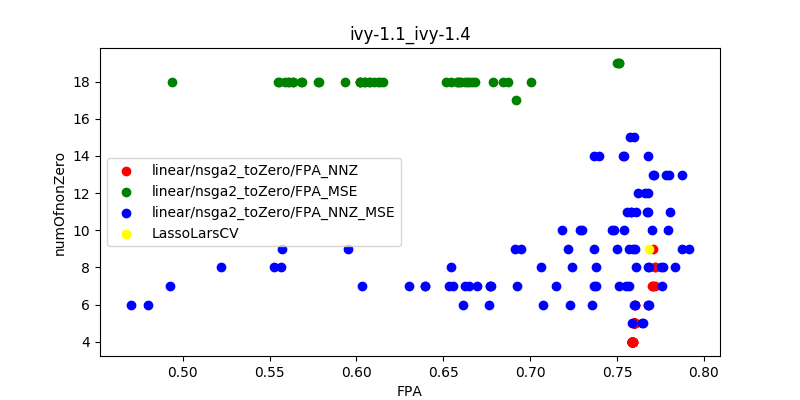 ivy-1.1_ivy-1.4
numOfnonZero
18
16
14
12
10
8
6
4
linear/nsga2_toZero/FPA_NNZ
linear/nsga2_toZero/FPA_MSE
linear/nsga2_toZero/FPA_NNZ_MSE
LassoLarsCV
0.50
0.55
0.60
0.65
0.70
0.75
0.80
FPA